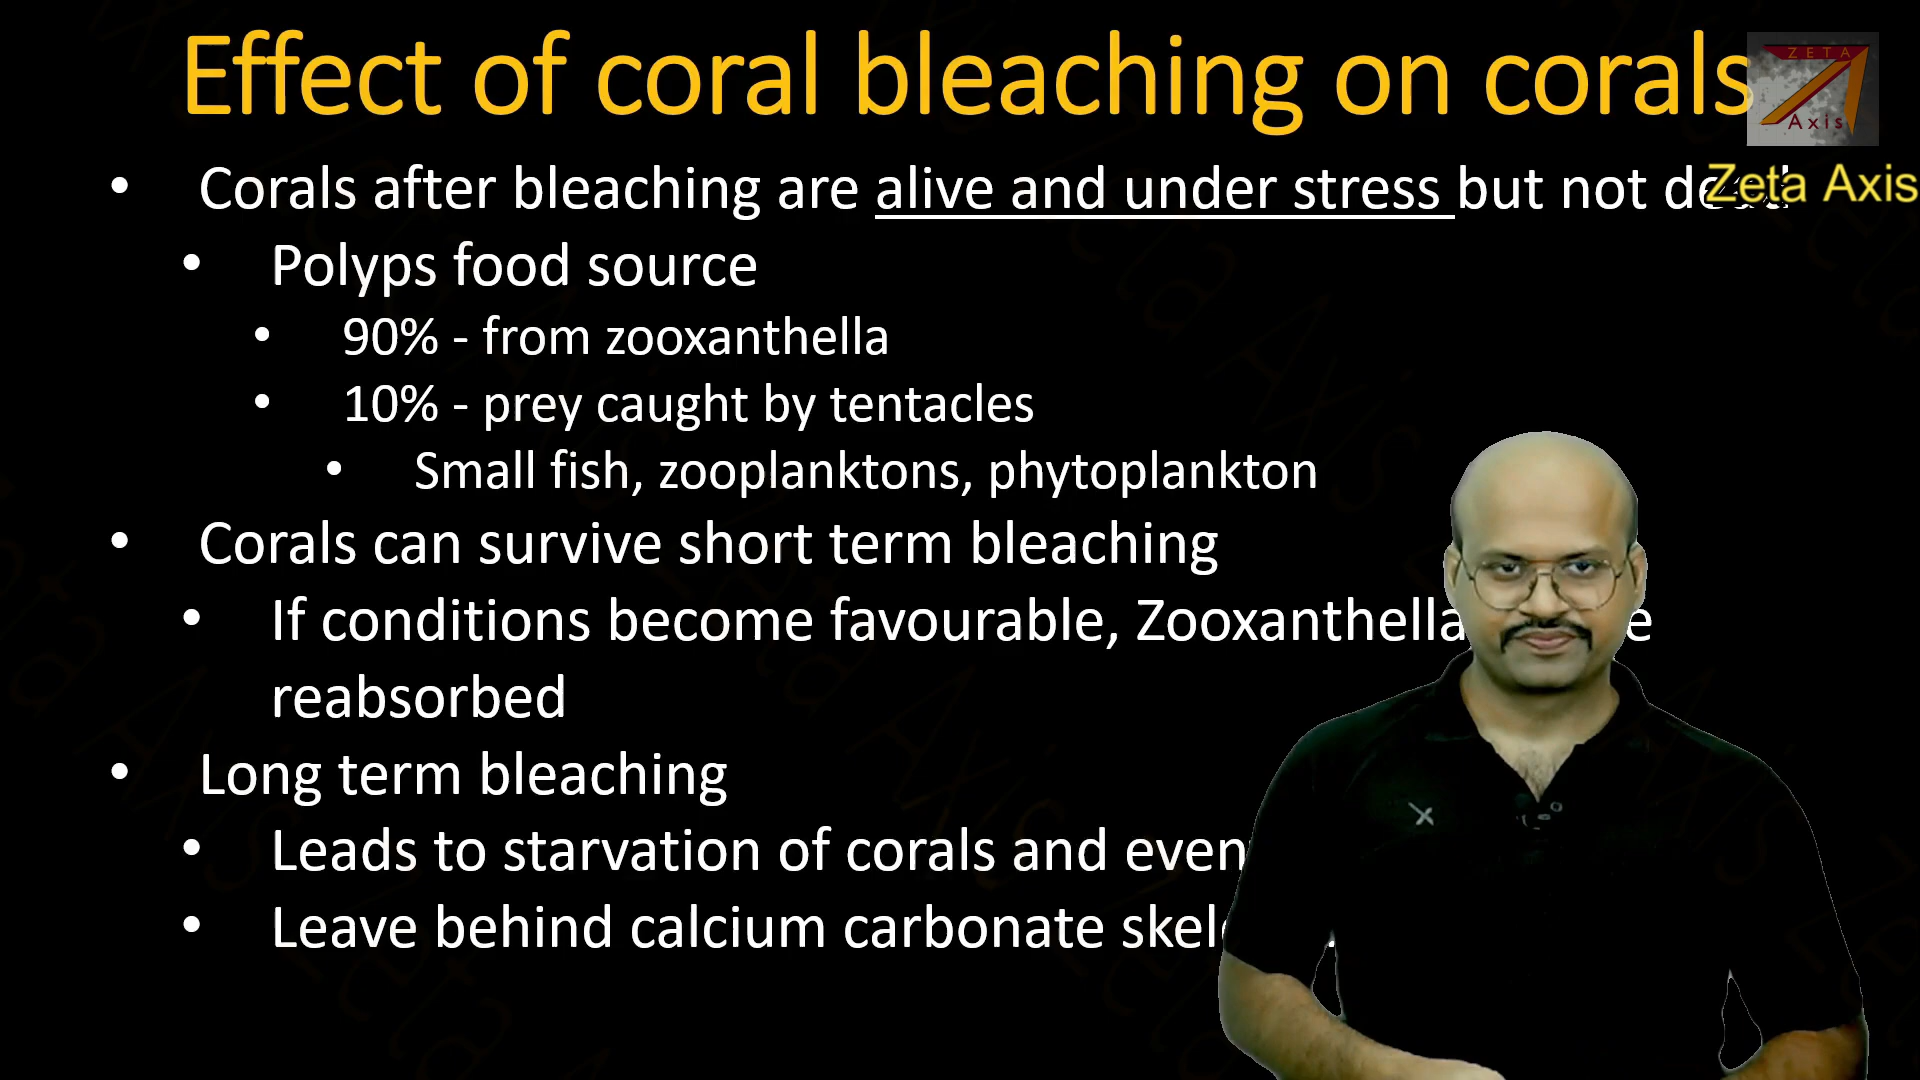 Effect of coral bleaching on corals
ZETA
Axis
Zeta Axis
• Corals after bleaching are alive and under stress but not
• Polyps food source
• 90% - from zooxanthella
• 10% - prey caught by tentacles
• Small fish, zooplanktons, phytoplankton
• Corals can survive short term bleaching
• If conditions become favourable, Zooxanthella
reabsorbed
• Long term bleaching
• Leads to starvation of corals and
• Leave behind calcium carbonate